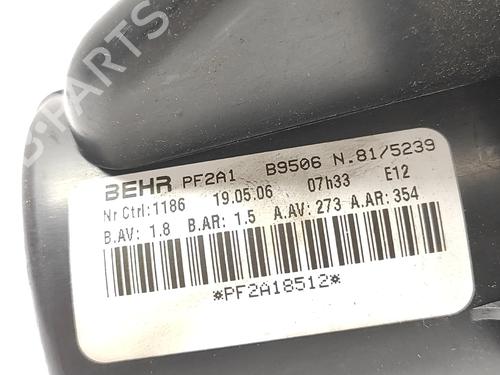 BEHR PF2A1 B9506 N.81/5239
Nr Ctrl:1186 19.05.06 07h33 E12
B.AV: 1.8 B.AR: 1.5 A.AV: 273 A.AR: 354
*PF2A18512*
B-PARTS